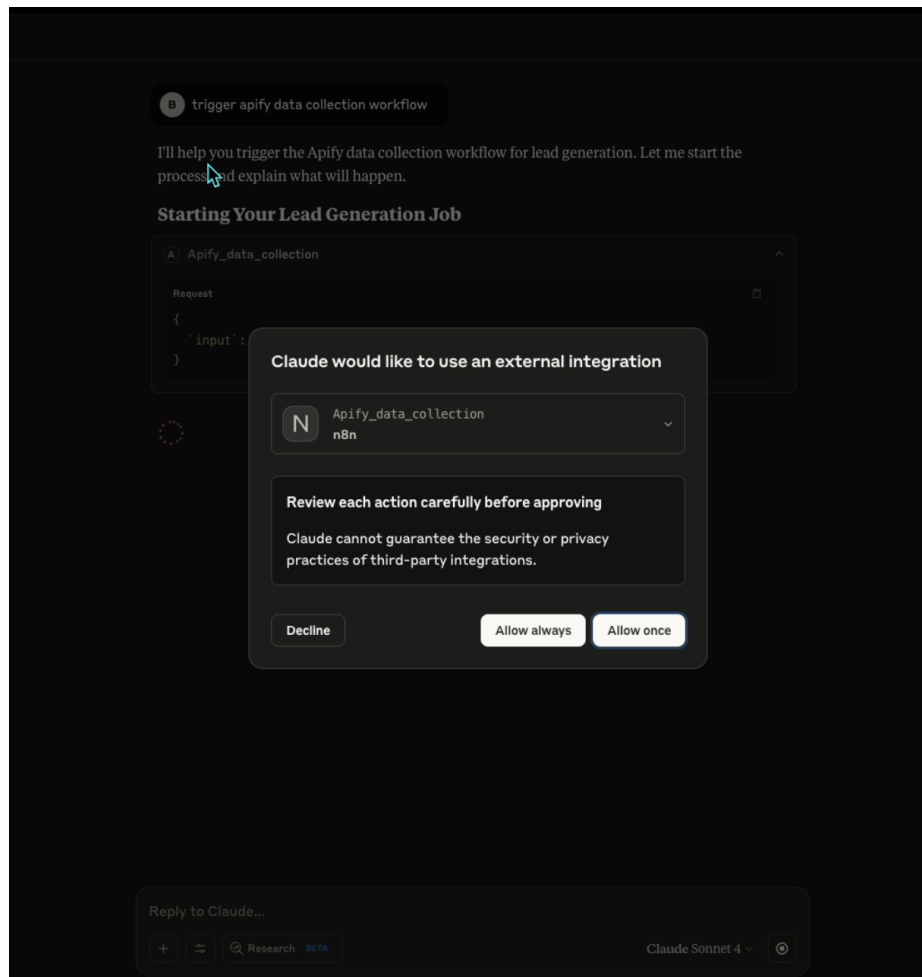 B trigger apify data collection workflow
I'll help you trigger the Apify data collection workflow for lead generation. Let me start the
process and explain what will happen.
Starting Your Lead Generation Job
A Apify_data_collection
Request
{
`input`:
}
Claude would like to use an external integration
N Apify_data_collection
n8n
Review each action carefully before approving
Claude cannot guarantee the security or privacy
practices of third-party integrations.
Decline Allow always Allow once
Reply to Claude...
Research BETA Claude Sonnet 4